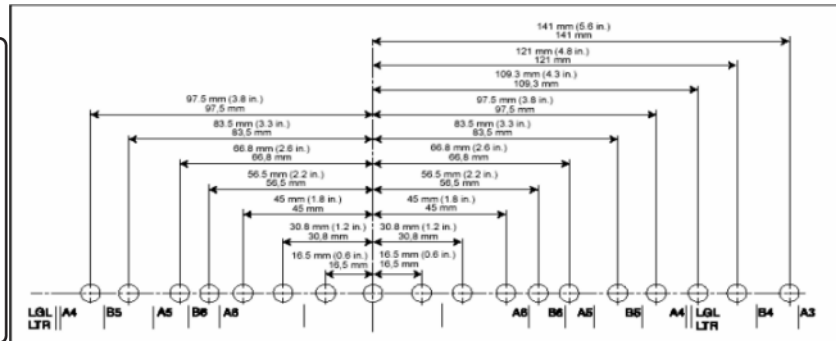 141 mm (5.6 in.)
141 mm
121 mm (4.8 in.)
121 mm
109.3 mm (4.3 in.)
109,3 mm
97.5 mm (3.8 in.)
97,5 mm
97.5 mm (3.8 in.)
97,5 mm
83.5 mm (3.3 in.)
83,5 mm
83.5 mm (3.3 in.)
83,5 mm
66.8 mm (2.6 in.)
66,8 mm
66.8 mm (2.6 in.)
66,8 mm
56.5 mm (2.2 in.)
56,5 mm
56.5 mm (2.2 in.)
56,5 mm
45 mm (1.8 in.)
45 mm
45 mm (1.8 in.)
45 mm
30.8 mm (1.2 in.)
30,8 mm
30.8 mm (1.2 in.)
30,8 mm
16.5 mm (0.6 in.)
16,5 mm
16.5 mm (0.6 in.)
16,5 mm
LGL A4 B5 A5 B6 A6 A6 B6 A5 B5 A4 LGL B4 A3
LTR LTR